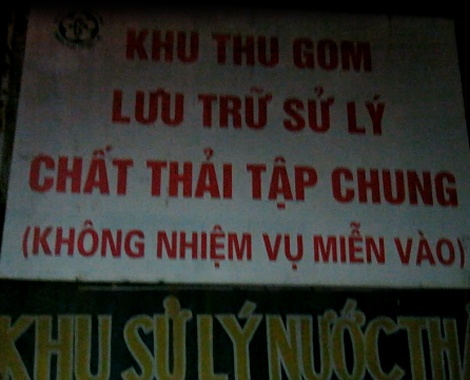 KHU THU GOM
LƯU TRỮ SỬ LÝ
CHẤT THẢI TẬP CHUNG
(KHÔNG NHIỆM VỤ MIỄN VÀO)
KHU SỬ LÝ NƯỚC TH